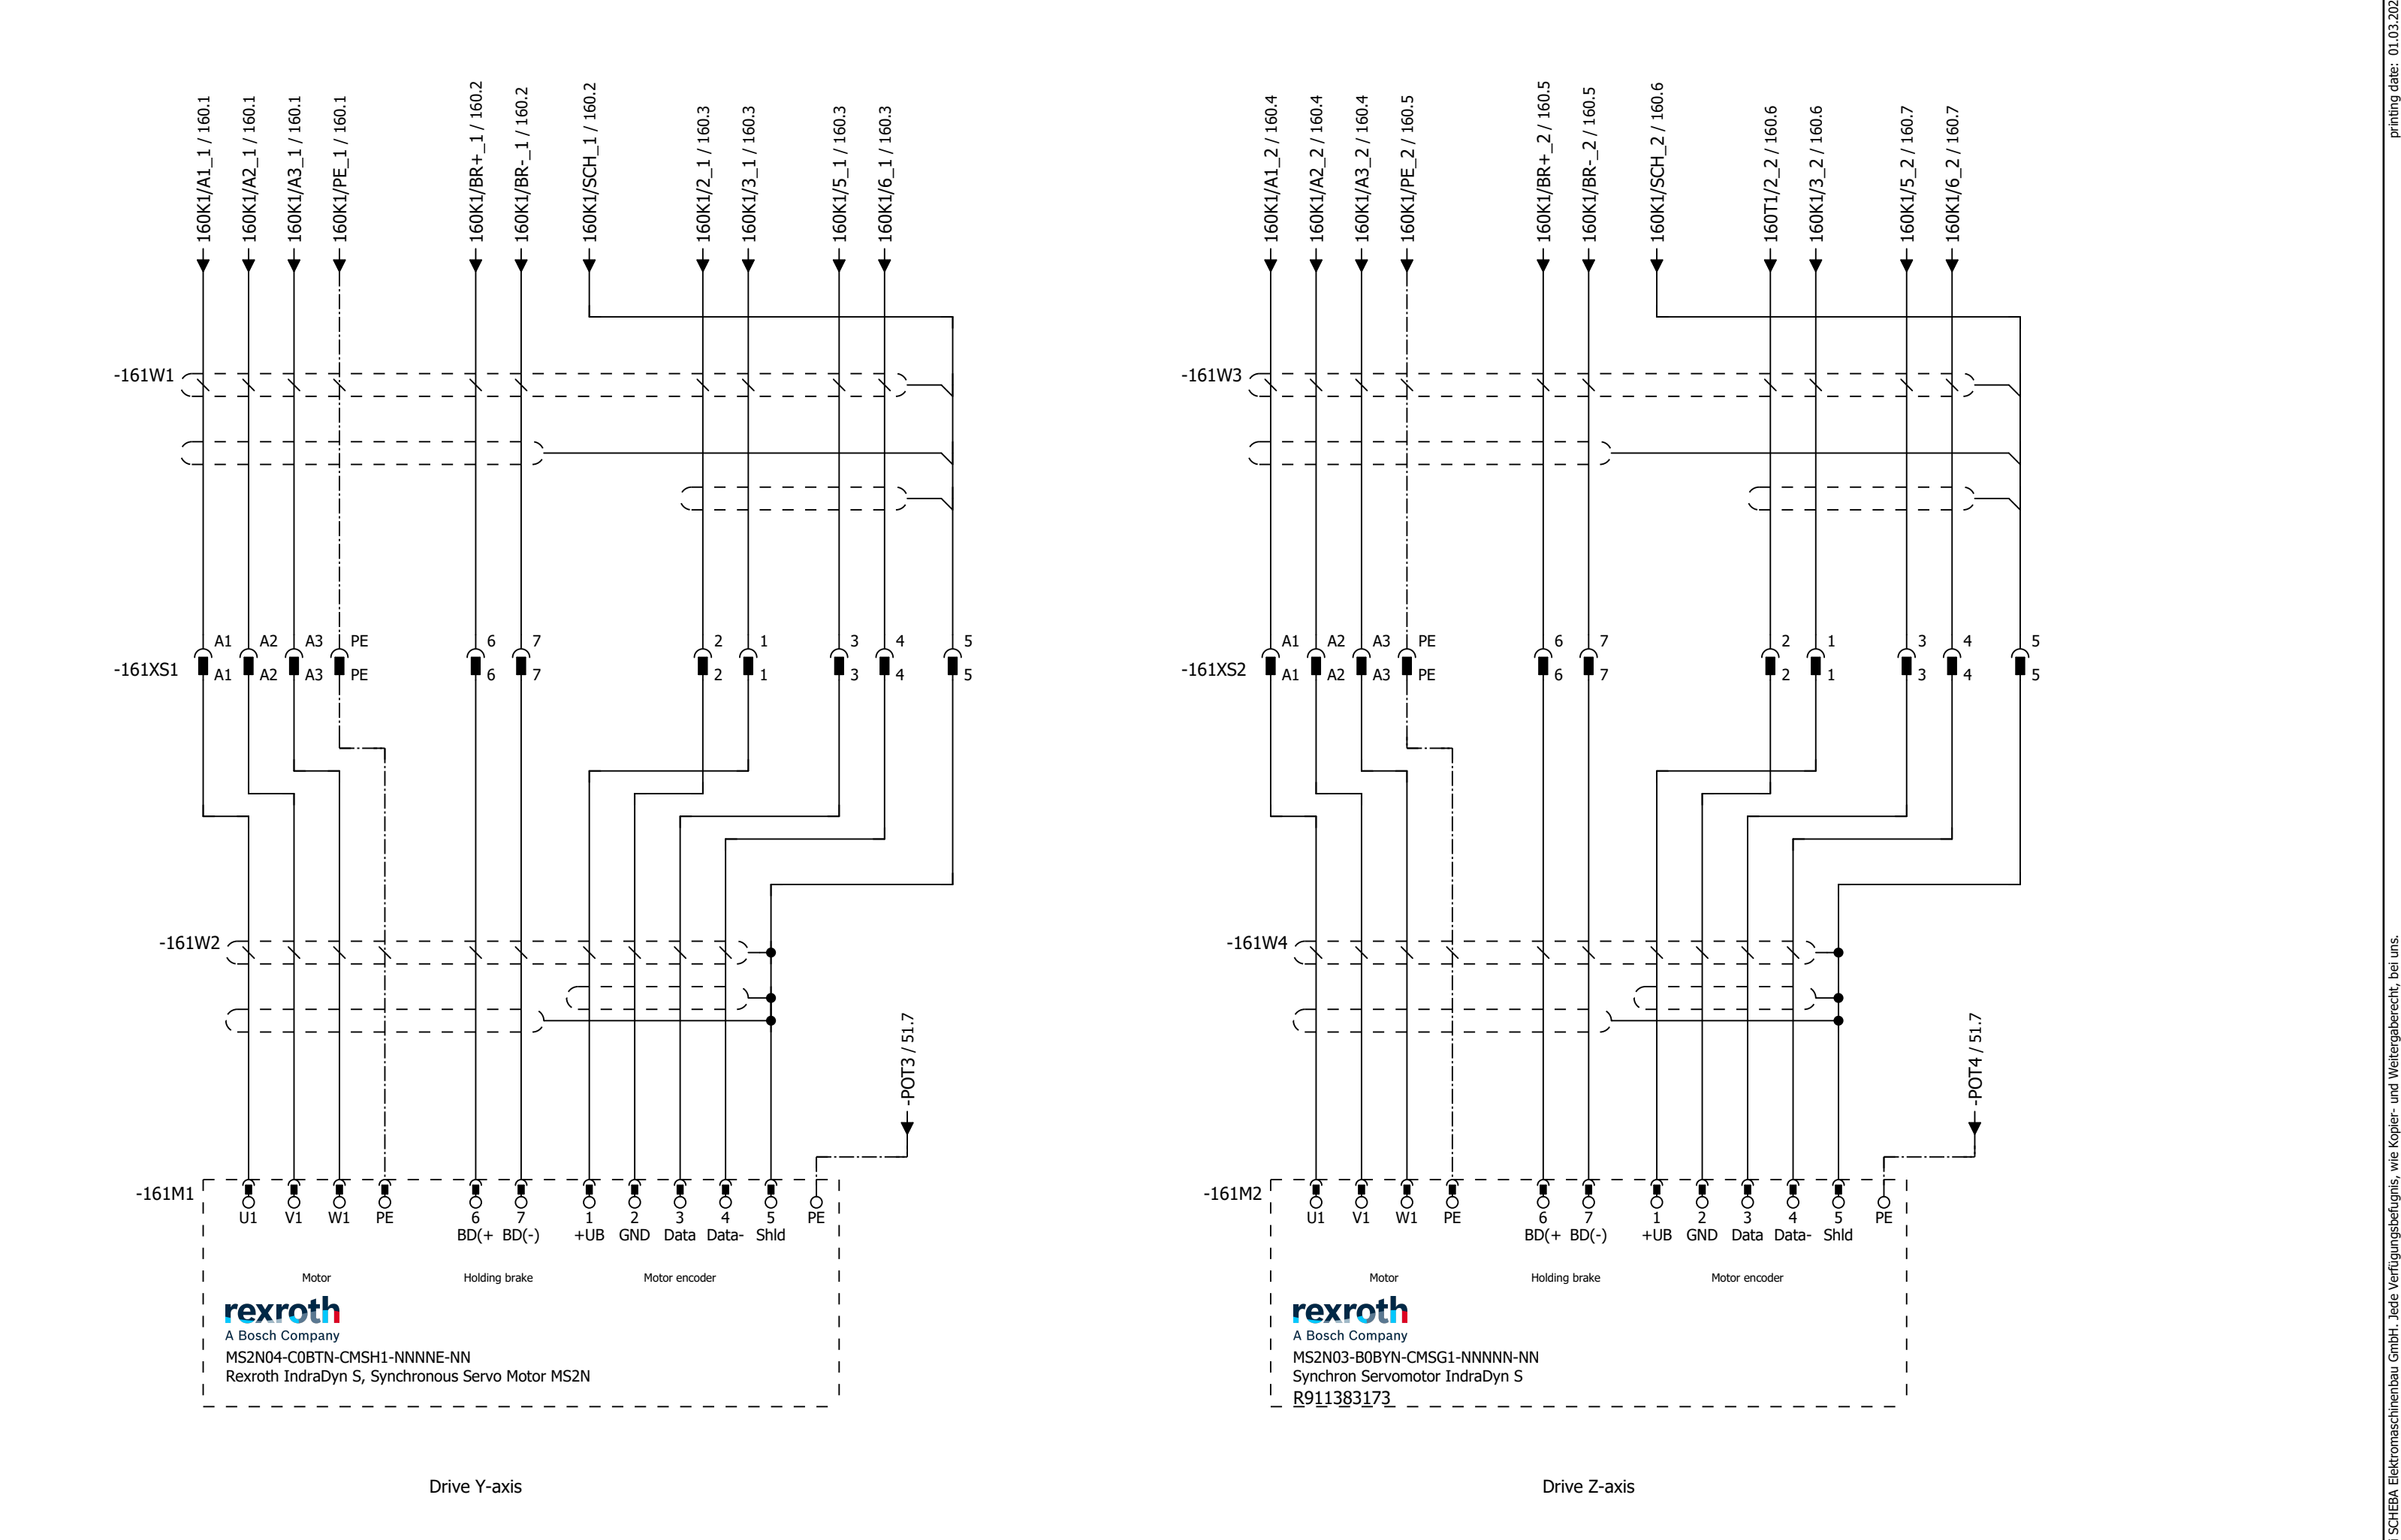 160K1/A1_1 / 160.1
160K1/A2_1 / 160.1
160K1/A3_1 / 160.1
160K1/PE_1 / 160.1
160K1/BR+_1 / 160.2
160K1/BR-_1 / 160.2
160K1/SCH_1 / 160.2
160K1/2_1 / 160.3
160K1/3_1 / 160.3
160K1/5_1 / 160.3
160K1/6_1 / 160.3
-161W1
A1 A2 A3 PE 6 7 2 1 3 4 5
-161XS1
A1 A2 A3 PE 6 7 2 1 3 4 5
-161W2
-POT3 / 51.7
-161M1
U1 V1 W1 PE 6 7 1 2 3 4 5 PE
BD(+ BD(-) +UB GND Data Data- Shld
Motor Holding brake Motor encoder
rexroth
A Bosch Company
MS2N04-C0BTN-CMSH1-NNNNE-NN
Rexroth IndraDyn S, Synchronous Servo Motor MS2N
Drive Y-axis
160K1/A1_2 / 160.4
160K1/A2_2 / 160.4
160K1/A3_2 / 160.4
160K1/PE_2 / 160.5
160K1/BR+_2 / 160.5
160K1/BR-_2 / 160.5
160K1/SCH_2 / 160.6
160T1/2_2 / 160.6
160K1/3_2 / 160.6
160K1/5_2 / 160.7
160K1/6_2 / 160.7
-161W3
A1 A2 A3 PE 6 7 2 1 3 4 5
-161XS2
A1 A2 A3 PE 6 7 2 1 3 4 5
-161W4
-POT4 / 51.7
-161M2
U1 V1 W1 PE 6 7 1 2 3 4 5 PE
BD(+ BD(-) +UB GND Data Data- Shld
Motor Holding brake Motor encoder
rexroth
A Bosch Company
MS2N03-B0BYN-CMSG1-NNNNN-NN
Synchron Servomotor IndraDyn S
R911383173
Drive Z-axis
printing date: 01.03.202
SCHEBA Elektromaschinenbau GmbH. Jede Verfügungsbefugnis, wie Kopier- und Weitergaberecht, bei uns.